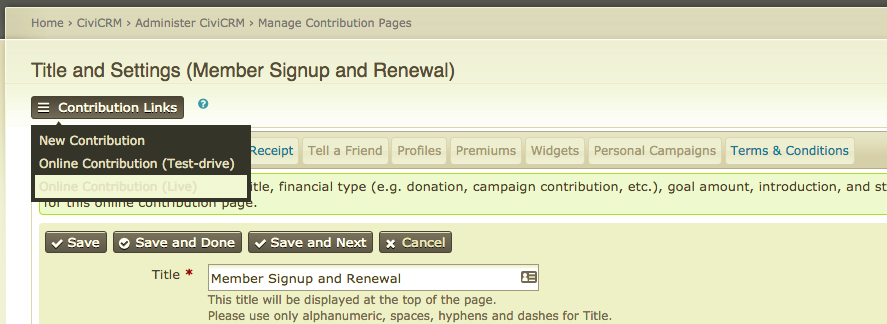 Home › CiviCRM › Administer CiviCRM › Manage Contribution Pages
Title and Settings (Member Signup and Renewal)
Contribution Links ?
New Contribution
Online Contribution (Test-drive)
Online Contribution (Live)
Receipt Tell a Friend Profiles Premiums Widgets Personal Campaigns Terms & Conditions
title, financial type (e.g. donation, campaign contribution, etc.), goal amount, introduction, and
for this online contribution page.
Save Save and Done Save and Next Cancel
Title * Member Signup and Renewal
This title will be displayed at the top of the page.
Please use only alphanumeric, spaces, hyphens and dashes for Title.